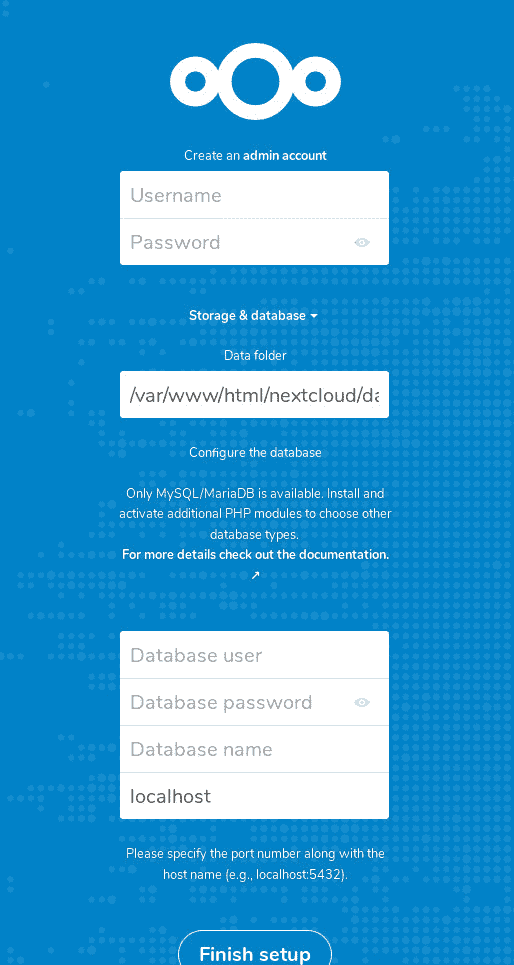 Create an admin account
Username
Password
Storage & database
Data folder
/var/www/html/nextcloud/da
Configure the database
Only MySQL/MariaDB is available. Install and
activate additional PHP modules to choose other
database types.
For more details check out the documentation.
↗
Database user
Database password
Database name
localhost
Please specify the port number along with the
host name (e.g., localhost:5432).
Finish setup